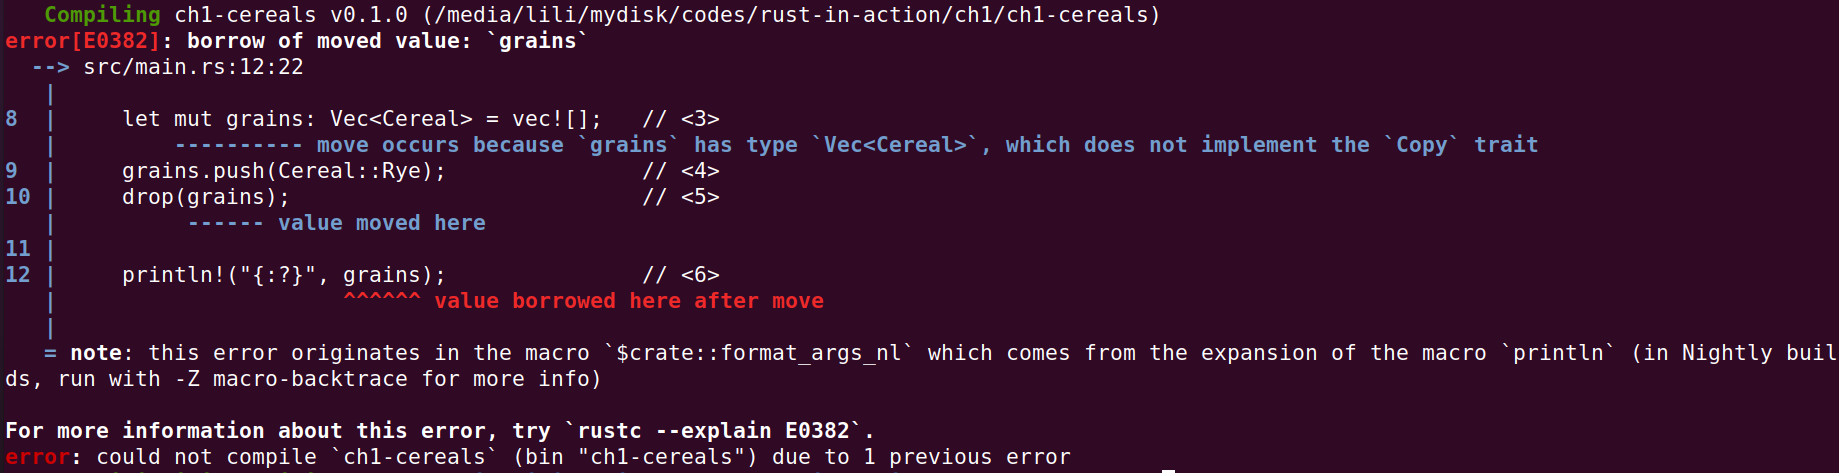 Compiling ch1-cereals v0.1.0 (/media/lili/mydisk/codes/rust-in-action/ch1/ch1-cereals)
error[E0382]: borrow of moved value: `grains`
  --> src/main.rs:12:22
   |
8  |     let mut grains: Vec<Cereal> = vec![];   // <3>
   |         ---------- move occurs because `grains` has type `Vec<Cereal>`, which does not implement the `Copy` trait
9  |     grains.push(Cereal::Rye);               // <4>
10 |     drop(grains);                           // <5>
   |          ------ value moved here
11 |
12 |     println!("{:?}", grains);               // <6>
   |                      ^^^^^^ value borrowed here after move
   |
   = note: this error originates in the macro `$crate::format_args_nl` which comes from the expansion of the macro `println` (in Nightly buil
ds, run with -Z macro-backtrace for more info)

For more information about this error, try `rustc --explain E0382`.
error: could not compile `ch1-cereals` (bin "ch1-cereals") due to 1 previous error